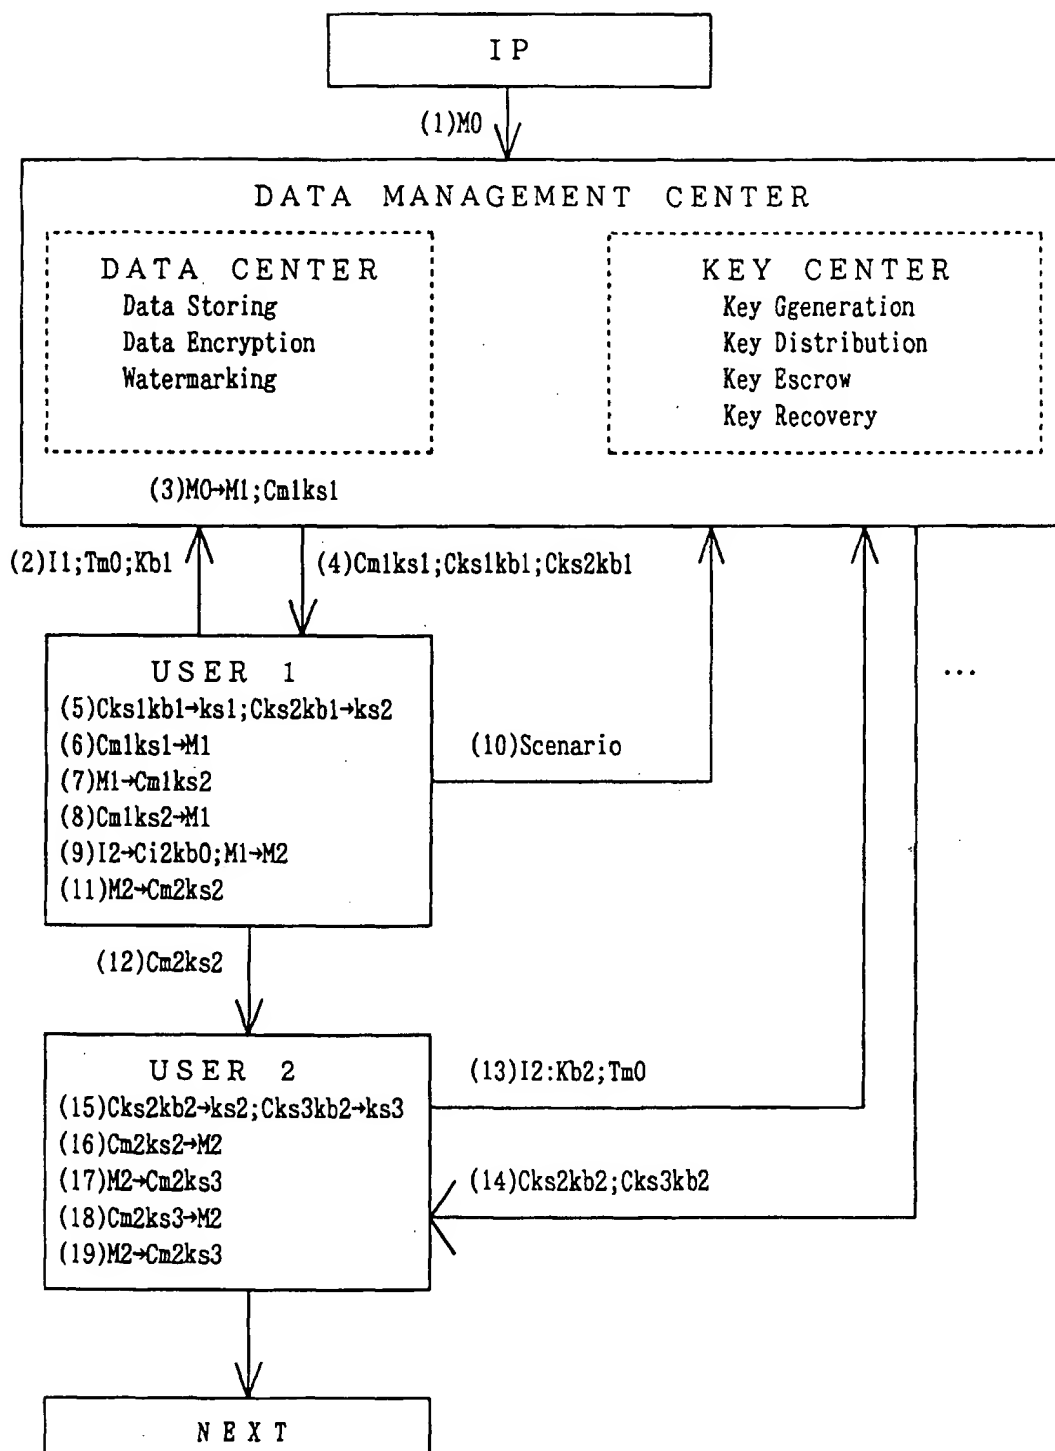 IP
(1)M0
DATA MANAGEMENT CENTER
DATA CENTER
Data Storing
Data Encryption
Watermarking
KEY CENTER
Key Ggeneration
Key Distribution
Key Escrow
Key Recovery
(3)M0→M1;Cm1ks1
(2)I1;Tm0;Kb1
(4)Cm1ks1;Cks1kb1;Cks2kb1
USER 1
(5)Cks1kb1→ks1;Cks2kb1→ks2
(6)Cm1ks1→M1
(7)M1→Cm1ks2
(8)Cm1ks2→M1
(9)I2→Ci2kb0;M1→M2
(11)M2→Cm2ks2
(10)Scenario
...
(12)Cm2ks2
USER 2
(15)Cks2kb2→ks2;Cks3kb2→ks3
(16)Cm2ks2→M2
(17)M2→Cm2ks3
(18)Cm2ks3→M2
(19)M2→Cm2ks3
(13)I2:Kb2;Tm0
(14)Cks2kb2;Cks3kb2
NEXT